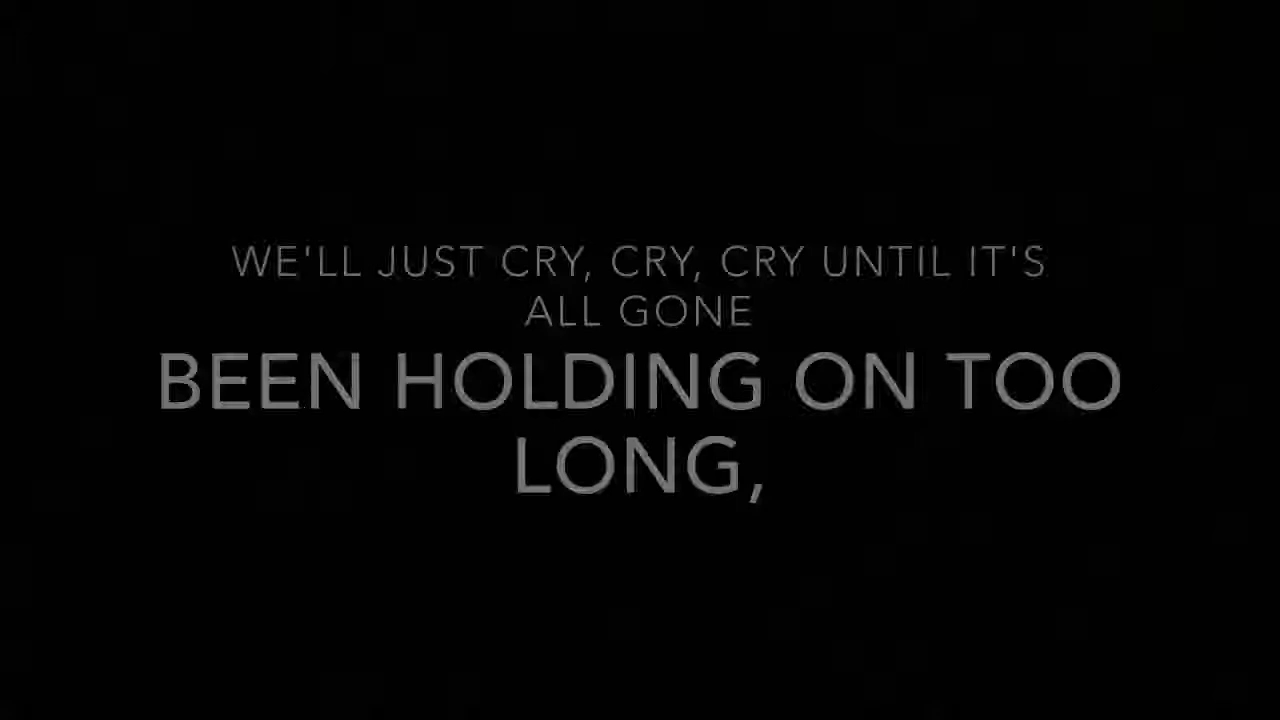 WE'LL JUST CRY, CRY, CRY UNTIL IT'S
ALL GONE
BEEN HOLDING ON TOO
LONG,